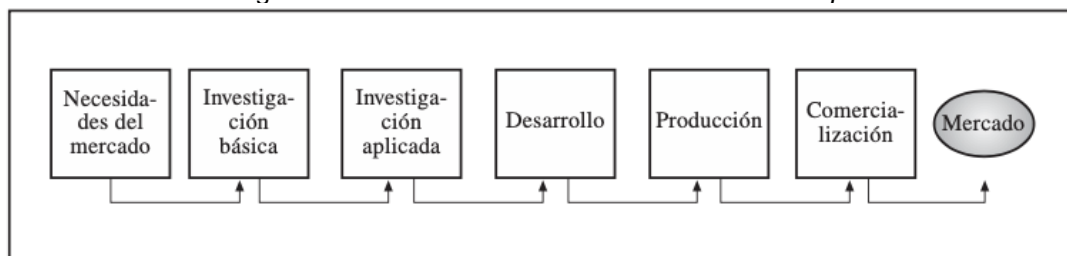 Necesida-
des del
mercado
Investiga-
ción
básica
Investiga-
ción
aplicada
Desarrollo
Producción
Comercia-
lización
Mercado